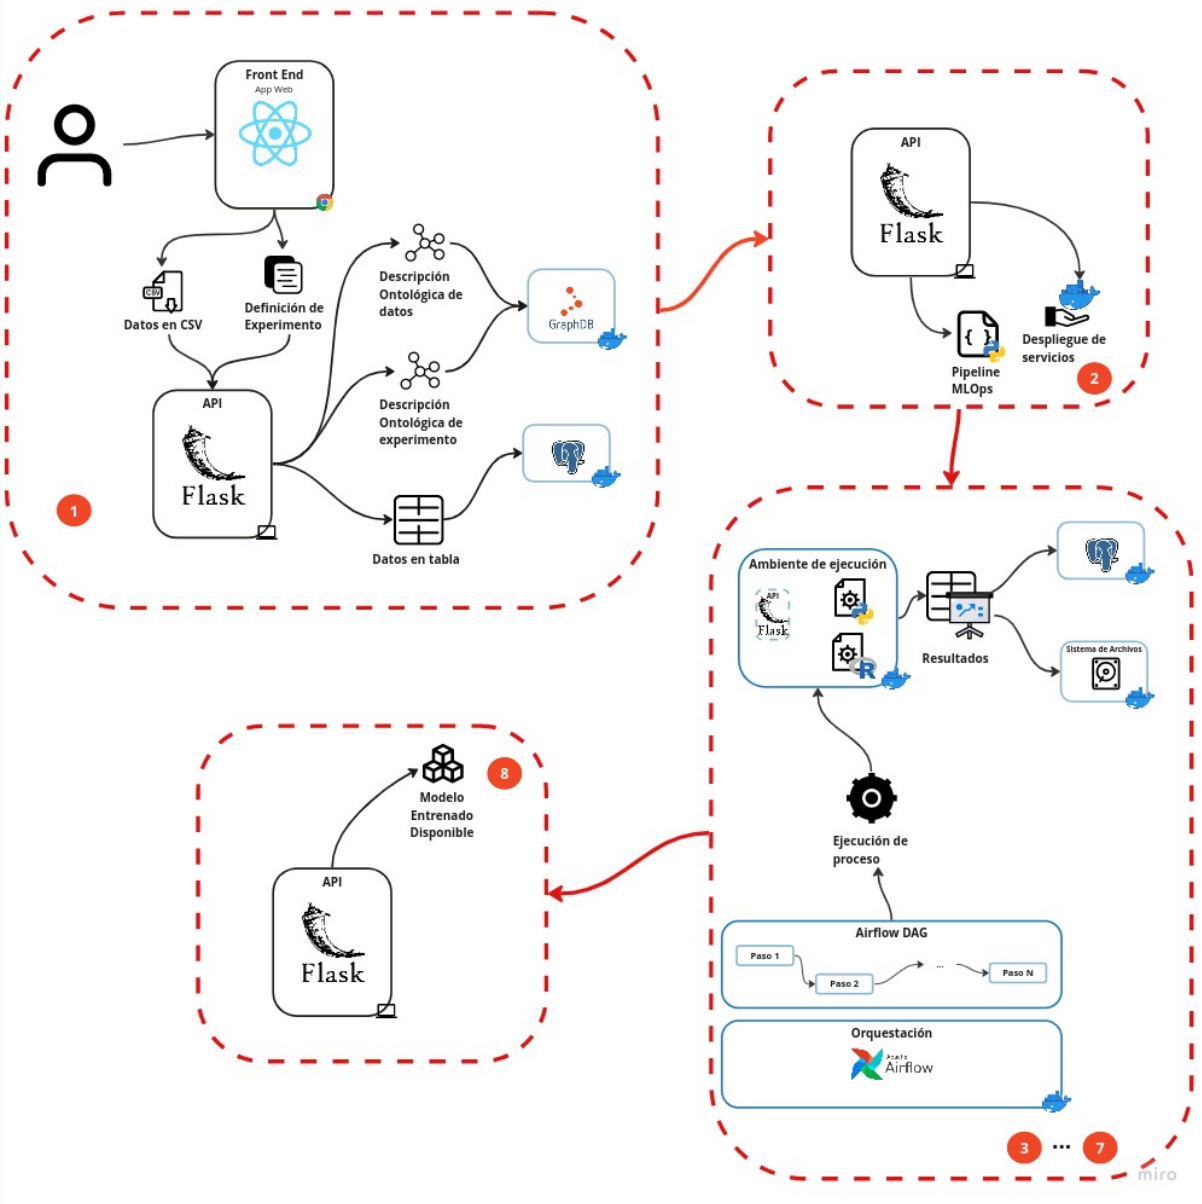 Front End
App Web
CSV
Datos en CSV
Definición de
Experimento
API
Flask
1
Descripción
Ontológica de
datos
Descripción
Ontológica de
experimento
Datos en tabla
GraphDB
API
Flask
Pipeline
MLOps
Despliegue de
servicios
2
Ambiente de ejecución
API
Flask
R
Resultados
Sistema de Archivos
Ejecución de
proceso
Airflow DAG
Paso 1
Paso 2
...
Paso N
Orquestación
Apache
Airflow
3 ... 7
8
Modelo
Entrenado
Disponible
API
Flask
miro